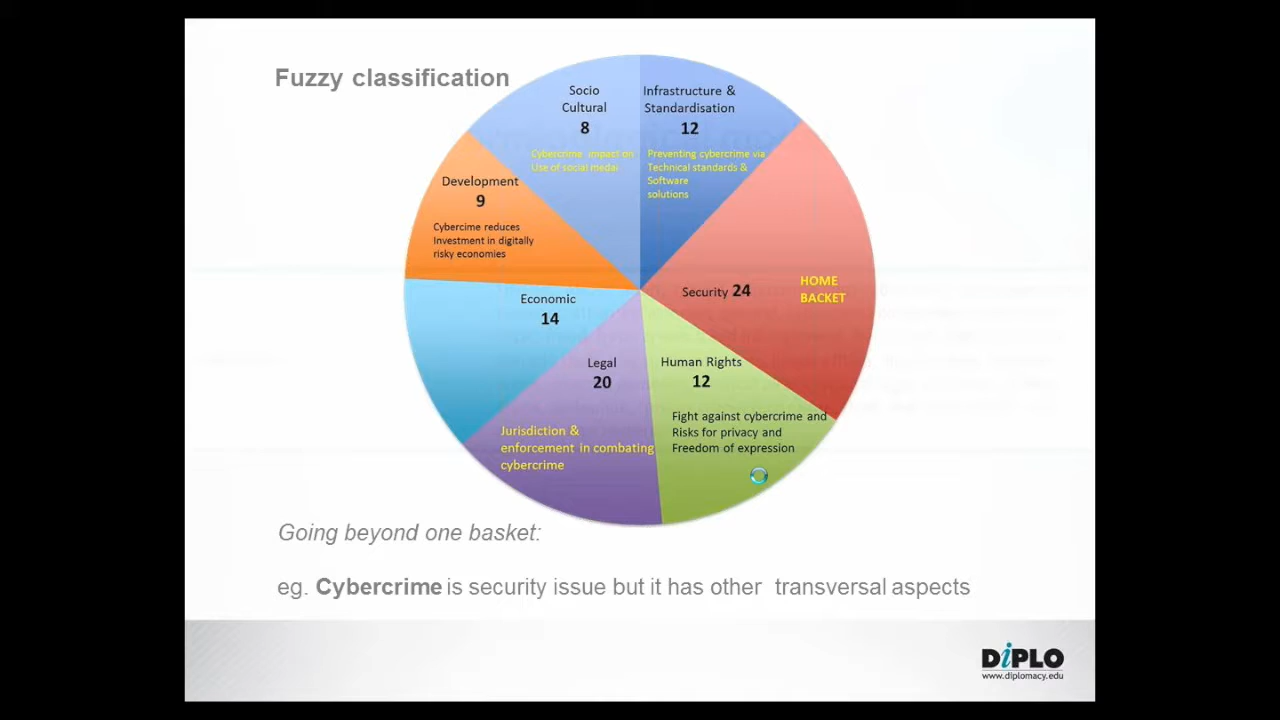 Fuzzy classification
Socio
Cultural
8
Cybercrime impact on
Use of social medai
Infrastructure &
Standardisation
12
Preventing cybercrime via
Technical standards &
Software
solutions
Development
9
Cybercime reduces
Investment in digitally
risky economies
Security 24
HOME
BACKET
Economic
14
Legal
20
Jurisdiction &
enforcement in combating
cybercrime
Human Rights
12
Fight against cybercrime and
Risks for privacy and
Freedom of expression
Going beyond one basket:
eg. Cybercrime is security issue but it has other transversal aspects
DiPLO
www.diplomacy.edu